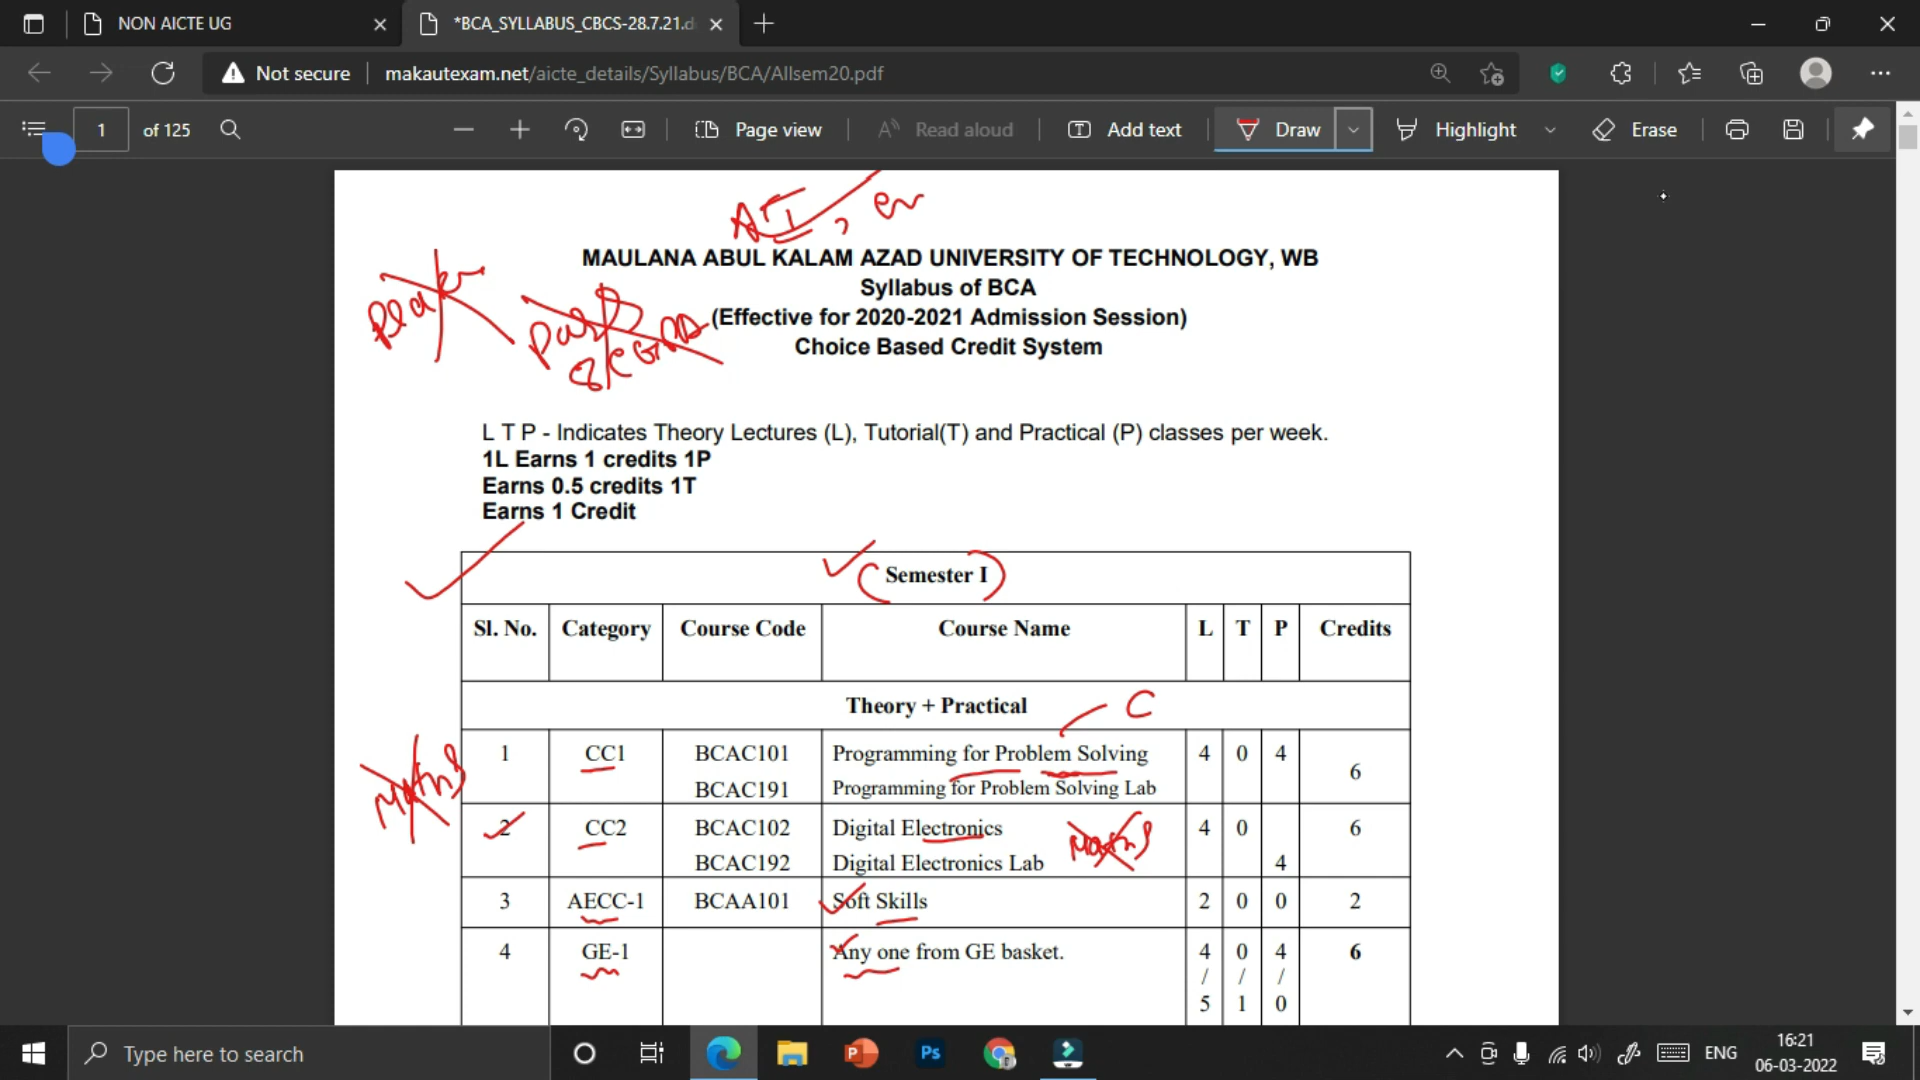 NON AICTE UG
*BCA_SYLLABUS_CBCS-28.7.21.d
Not secure
makautexam.net/aicte_details/Syllabus/BCA/Allsem20.pdf
1 of 125
Page view
Read aloud
Add text
Draw
Highlight
Erase
MAULANA ABUL KALAM AZAD UNIVERSITY OF TECHNOLOGY, WB
Syllabus of BCA
(Effective for 2020-2021 Admission Session)
Choice Based Credit System
L T P - Indicates Theory Lectures (L), Tutorial(T) and Practical (P) classes per week.
1L Earns 1 credits 1P
Earns 0.5 credits 1T
Earns 1 Credit
Semester I
Sl. No. Category Course Code Course Name L T P Credits
Theory + Practical
C
1 CC1 BCAC101 Programming for Problem Solving 4 0 4 6
BCAC191 Programming for Problem Solving Lab
Maths
2 CC2 BCAC102 Digital Electronics 4 0 6
BCAC192 Digital Electronics Lab 4
Maths
3 AECC-1 BCAA101 Soft Skills 2 0 0 2
4 GE-1 Any one from GE basket. 4 0 4 6
/ / /
5 1 0
Type here to search
ENG
16:21
06-03-2022